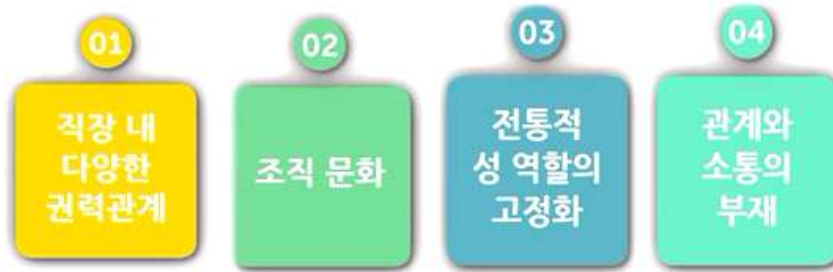 01
직장 내
다양한
권력관계
02
조직 문화
03
전통적
성 역할의
고정화
04
관계와
소통의
부재